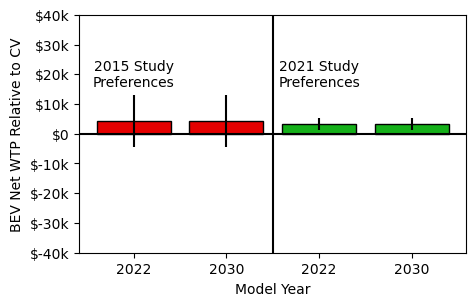 BEV Net WTP Relative to CV
$40k
$30k
$20k
$10k
$0
$-10k
$-20k
$-30k
$-40k
2015 Study
Preferences
2021 Study
Preferences
2022
2030
2022
2030
Model Year